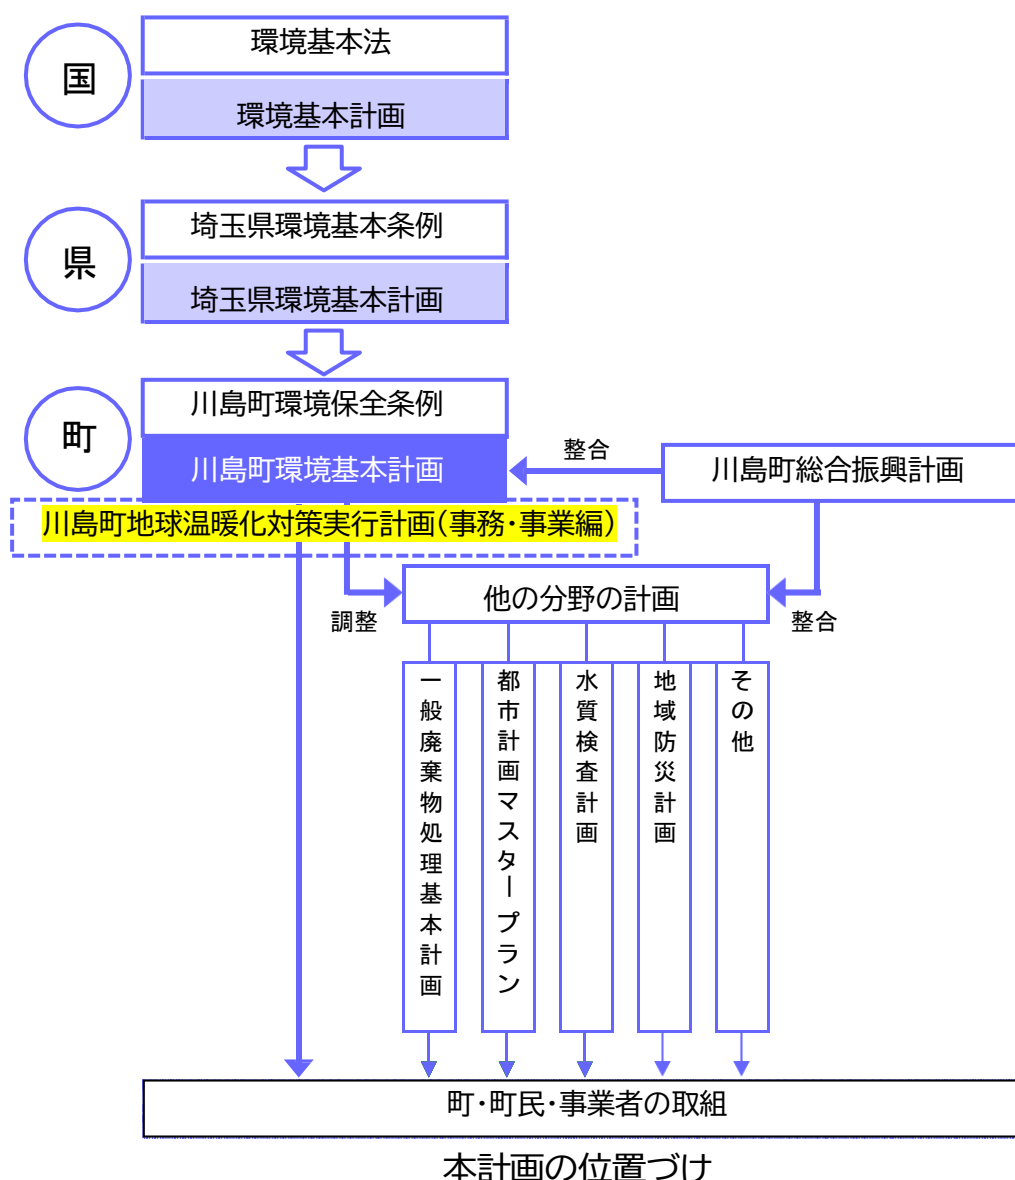 国
環境基本法
環境基本計画
県
埼玉県環境基本条例
埼玉県環境基本計画
町
川島町環境保全条例
川島町環境基本計画
整合
川島町総合振興計画
川島町地球温暖化対策実行計画(事務・事業編)
調整
他の分野の計画
整合
一般廃棄物処理基本計画
都市計画マスタープラン
水質検査計画
地域防災計画
その他
町・町民・事業者の取組
本計画の位置づけ